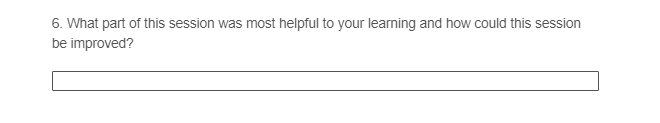 6. What part of this session was most helpful to your learning and how could this session
be improved?